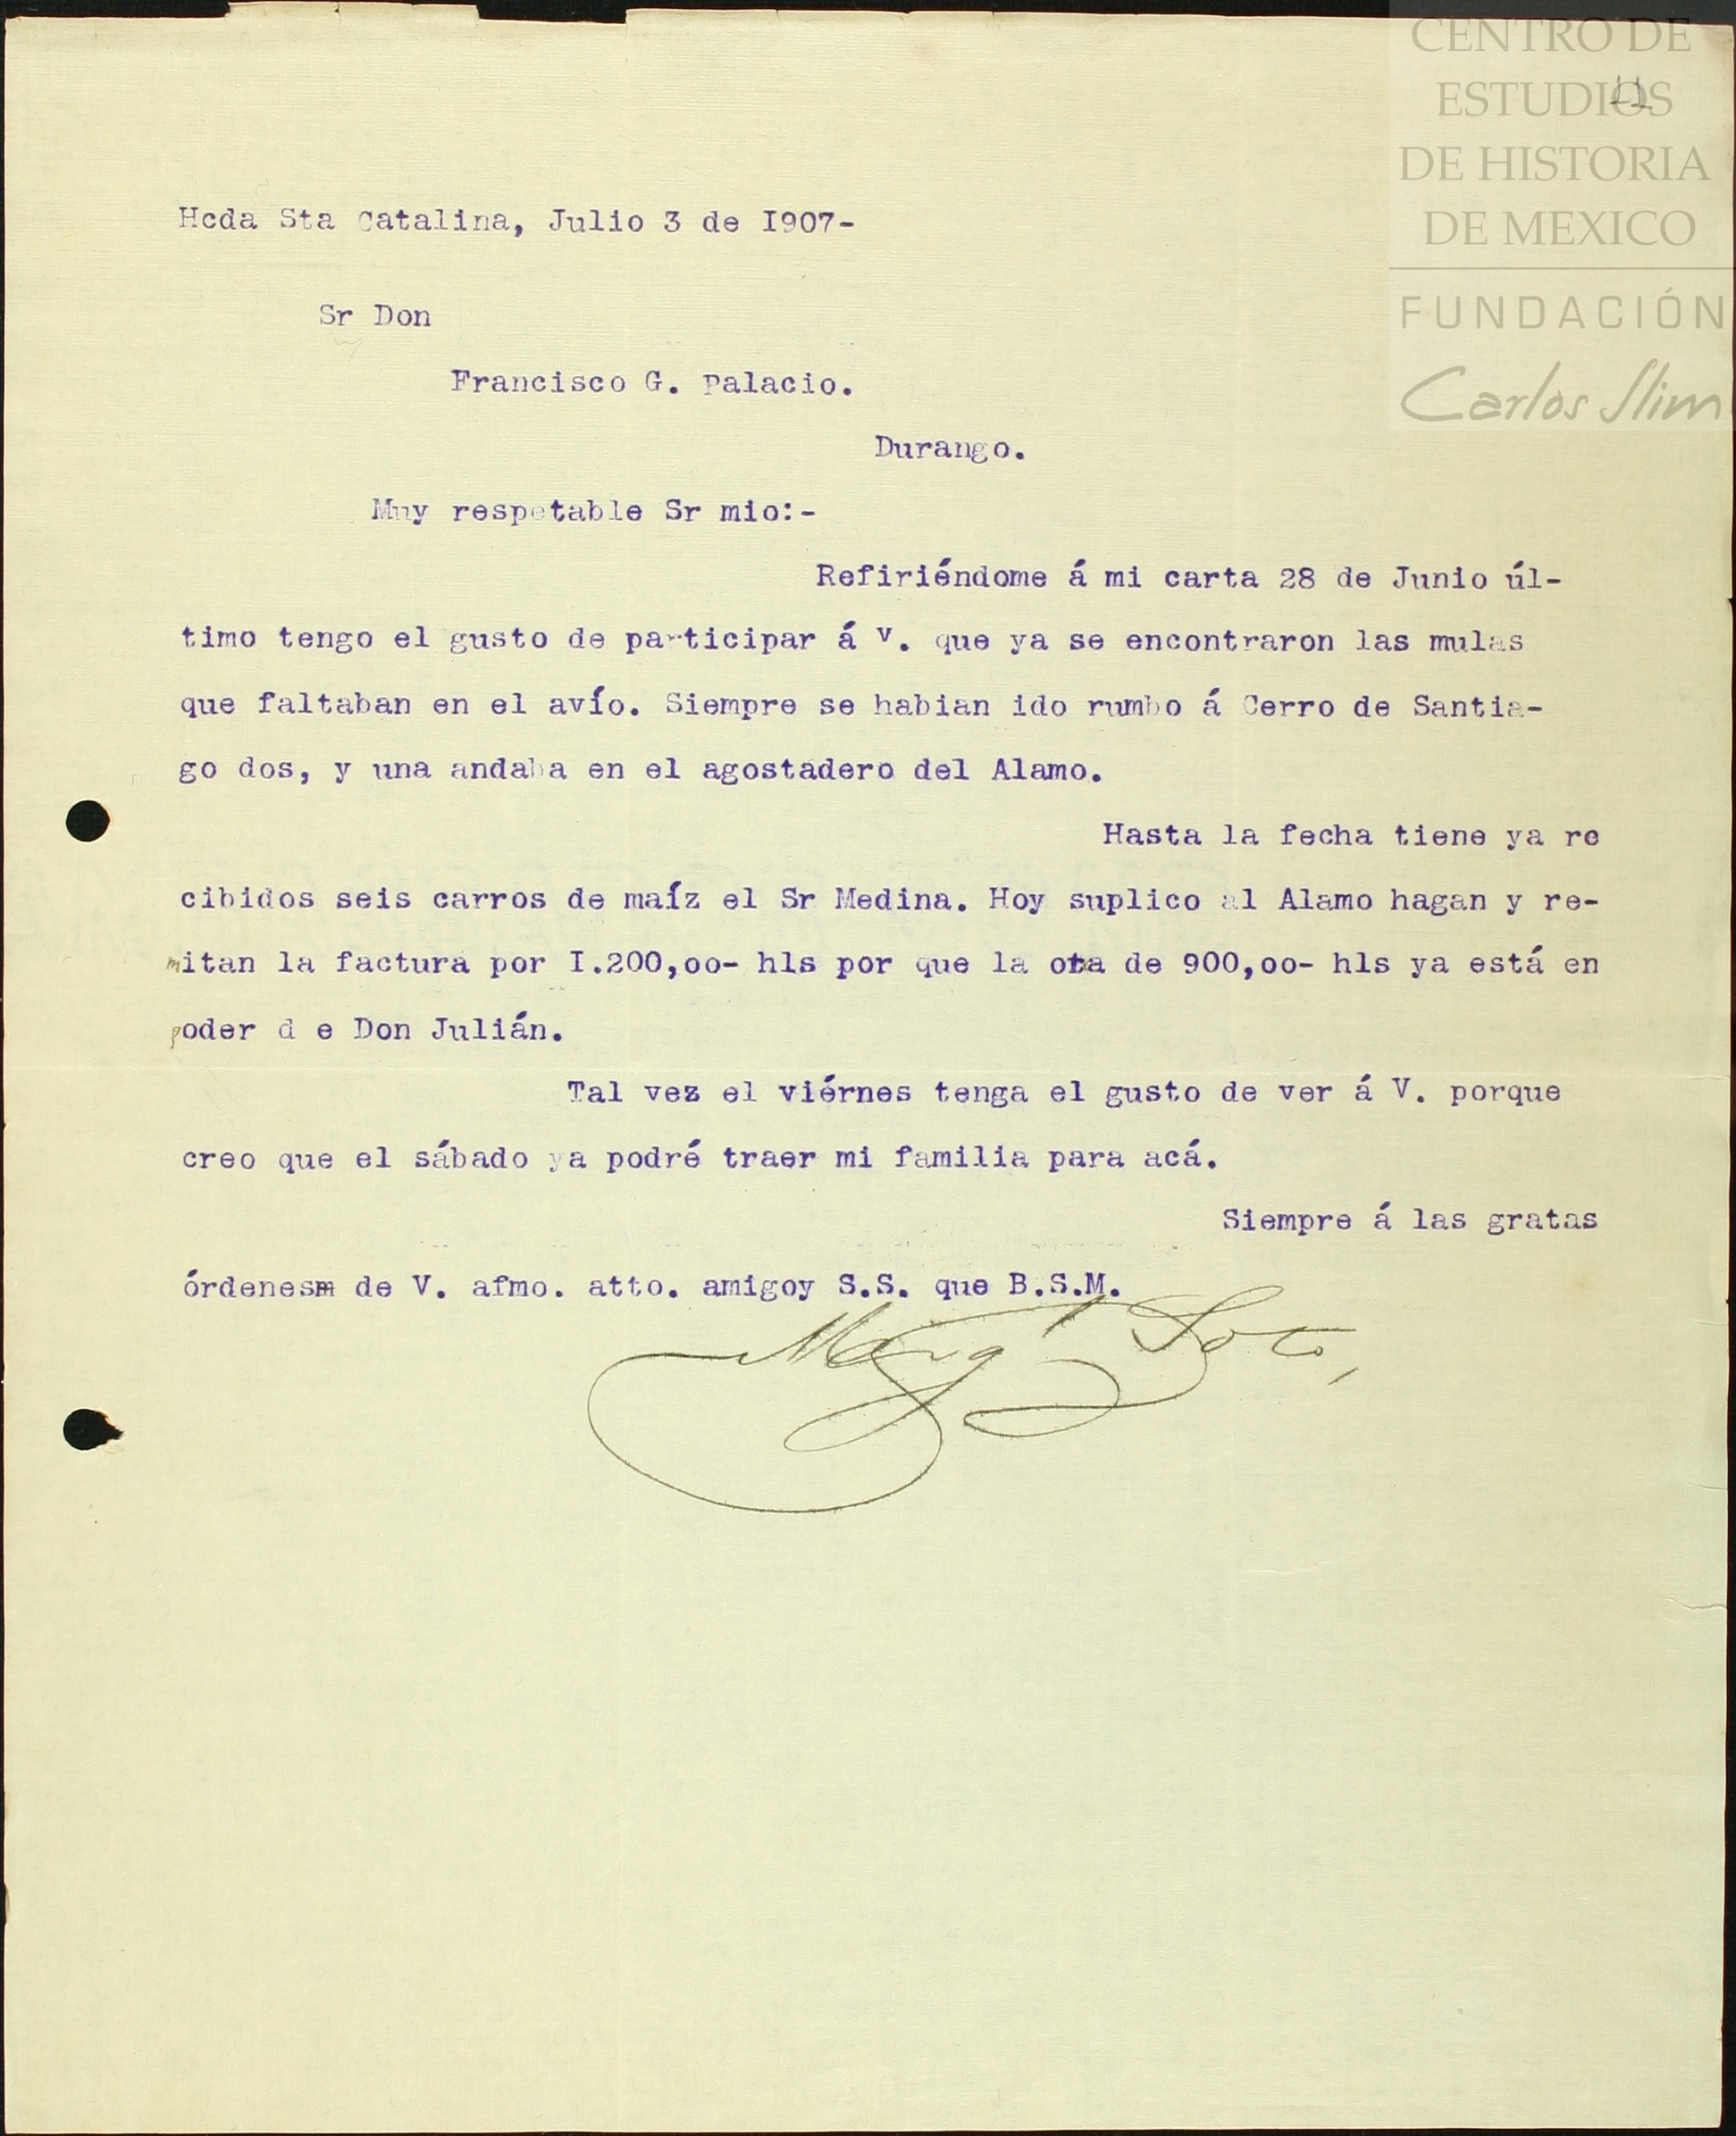 CENTRO DE
ESTUDIOS
DE HISTORIA
DE MEXICO
FUNDACIÓN
Carlos Slim
Hcda Sta Catalina, Julio 3 de I907-
Sr Don
Francisco G. Palacio.
Durango.
Muy respetable Sr mio:-
Refiriéndome á mi carta 28 de Junio úl-
timo tengo el gusto de participar á V. que ya se encontraron las mulas
que faltaban en el avío. Siempre se habian ido rumbo á Cerro de Santia-
go dos, y una andaba en el agostadero del Alamo.
Hasta la fecha tiene ya re
cibidos seis carros de maíz el Sr Medina. Hoy suplico al Alamo hagan y re-
mitan la factura por I.200,oo- hls por que la ota de 900,oo- hls ya está en
poder d e Don Julián.
Tal vez el viérnes tenga el gusto de ver á V. porque
creo que el sábado ya podré traer mi familia para acá.
Siempre á las gratas
órdenesm de V. afmo. atto. amigoy S.S. que B.S.M.
Soto